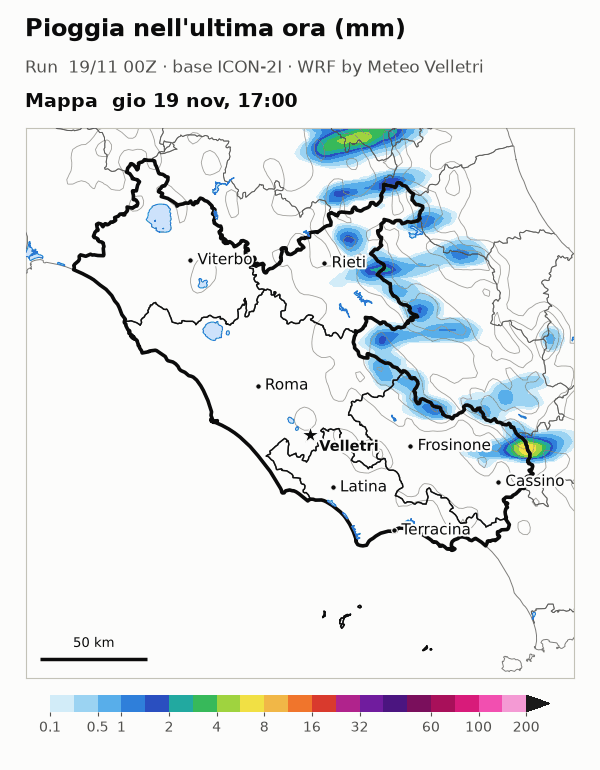 Pioggia nell'ultima ora (mm)
Run  19/11 00Z · base ICON-2I · WRF by Meteo Velletri
Mappa  gio 19 nov, 17:00
Viterbo
Rieti
Roma
Velletri
Frosinone
Latina
Cassino
Terracina
50 km
0.1 0.5 1 2 4 8 16 32 60 100 200